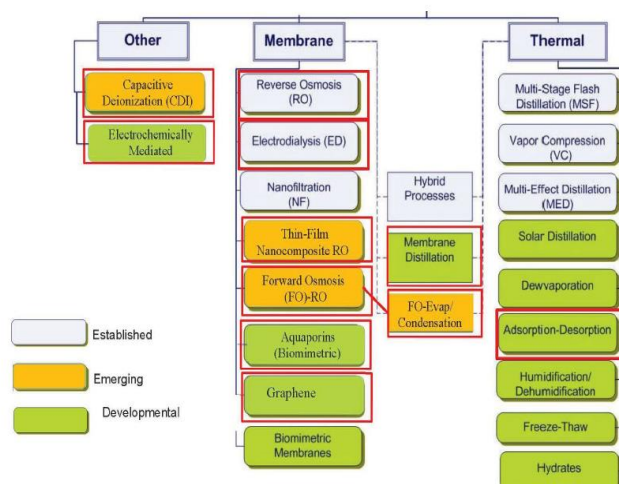 Other
Membrane
Thermal
Capacitive
Deionization (CDI)
Electrochemically
Mediated
Reverse Osmosis
(RO)
Electrodialysis (ED)
Nanofiltration
(NF)
Thin-Film
Nanocomposite RO
Forward Osmosis
(FO)-RO
Aquaporins
(Biomimetric)
Graphene
Biomimetric
Membranes
Hybrid
Processes
Membrane
Distillation
FO-Evap/
Condensation
Multi-Stage Flash
Distillation (MSF)
Vapor Compression
(VC)
Multi-Effect Distillation
(MED)
Solar Distillation
Dewvaporation
Adsorption-Desorption
Humidification/
Dehumidification
Freeze-Thaw
Hydrates
Established
Emerging
Developmental